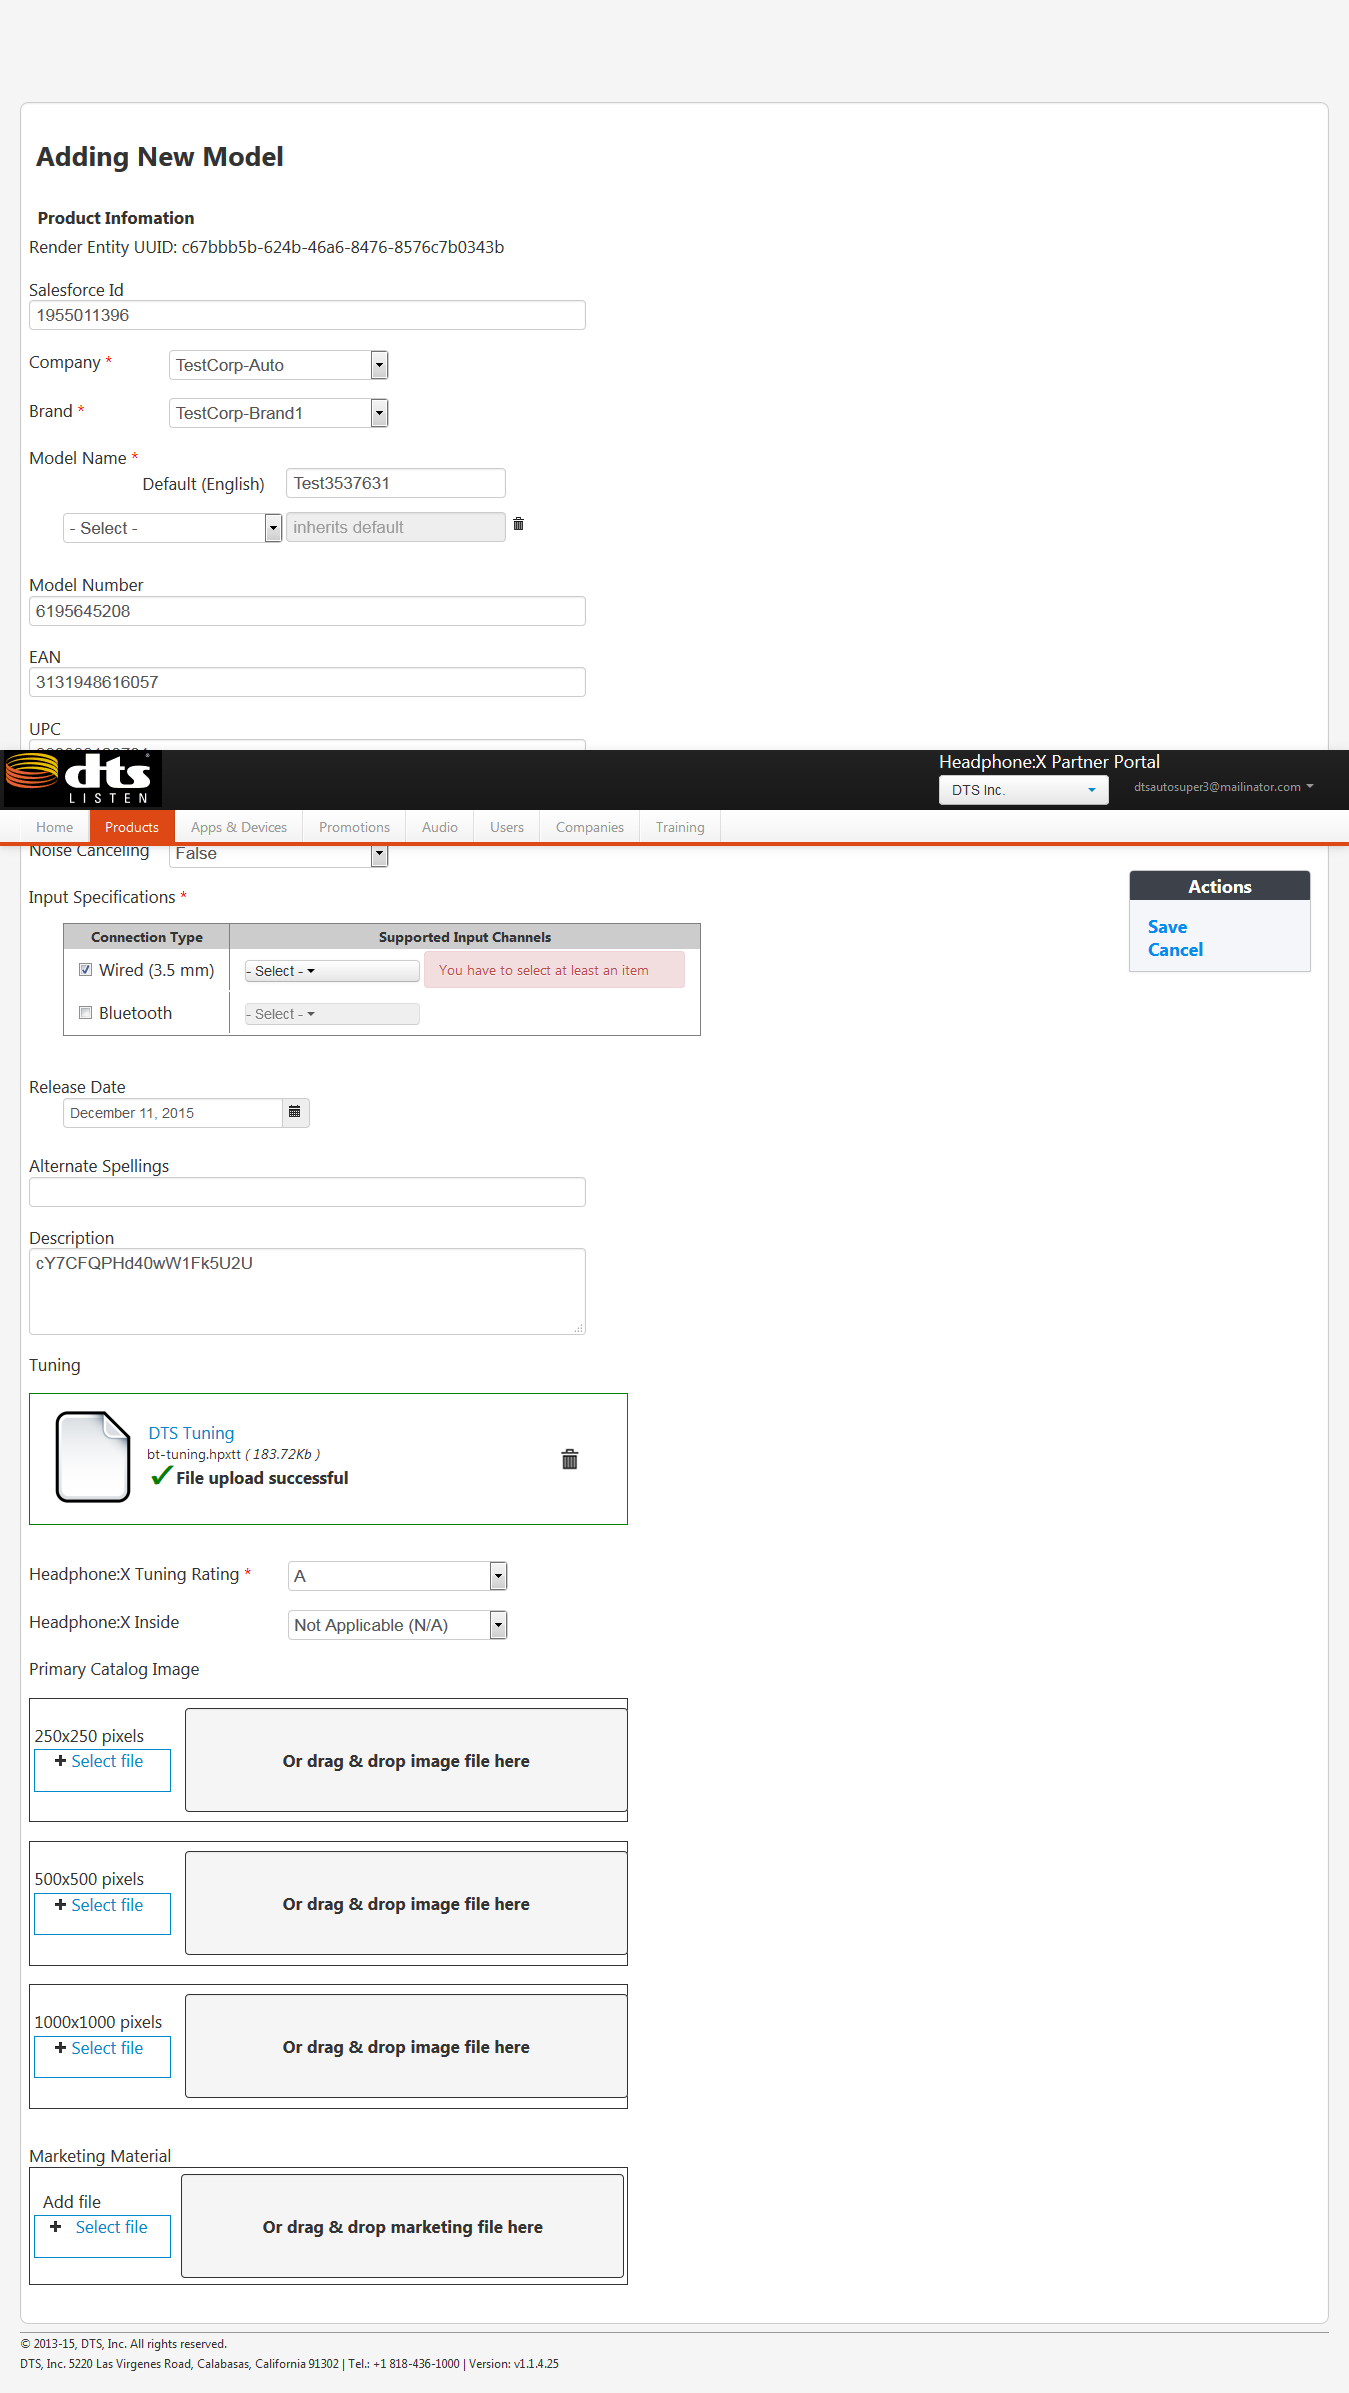 Adding New Model
Product Infomation
Render Entity UUID: c67bbb5b-624b-46a6-8476-8576c7b0343b
Salesforce Id
1955011396
Company *
TestCorp-Auto
Brand *
TestCorp-Brand1
Model Name *
Default (English)
Test3537631
- Select -
inherits default
Model Number
6195645208
EAN
3131948616057
UPC
dts
LISTEN
Headphone:X Partner Portal
DTS Inc.
dtsautosuper3@mailinator.com
Home
Products
Apps & Devices
Promotions
Audio
Users
Companies
Training
Noise Canceling
False
Actions
Save
Cancel
Input Specifications *
Connection Type
Supported Input Channels
Wired (3.5 mm)
- Select -
You have to select at least an item
Bluetooth
- Select -
Release Date
December 11, 2015
Alternate Spellings
Description
cY7CFQPHd40wW1Fk5U2U
Tuning
DTS Tuning
bt-tuning.hpxtt ( 183.72Kb )
File upload successful
Headphone:X Tuning Rating *
A
Headphone:X Inside
Not Applicable (N/A)
Primary Catalog Image
250x250 pixels
Select file
Or drag & drop image file here
500x500 pixels
Select file
Or drag & drop image file here
1000x1000 pixels
Select file
Or drag & drop image file here
Marketing Material
Add file
Select file
Or drag & drop marketing file here
© 2013-15, DTS, Inc. All rights reserved.
DTS, Inc. 5220 Las Virgenes Road, Calabasas, California 91302 | Tel.: +1 818-436-1000 | Version: v1.1.4.25